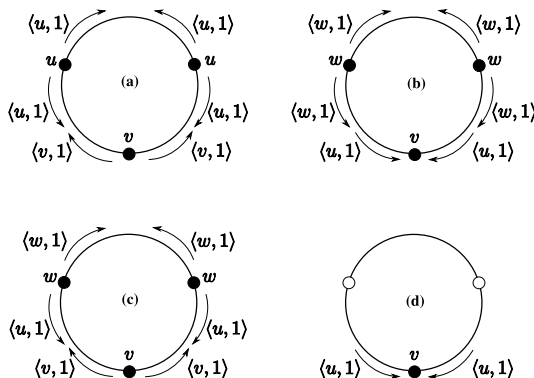 ⟨u, 1⟩ ⟨u, 1⟩ ⟨w, 1⟩ ⟨w, 1⟩
u (a) u w (b) w
⟨u, 1⟩ ⟨u, 1⟩ ⟨w, 1⟩ ⟨w, 1⟩
v v
⟨v, 1⟩ ⟨v, 1⟩ ⟨u, 1⟩ ⟨u, 1⟩
⟨w, 1⟩ ⟨w, 1⟩
w (c) w (d)
⟨u, 1⟩ ⟨u, 1⟩
v v
⟨v, 1⟩ ⟨v, 1⟩ ⟨u, 1⟩ ⟨u, 1⟩